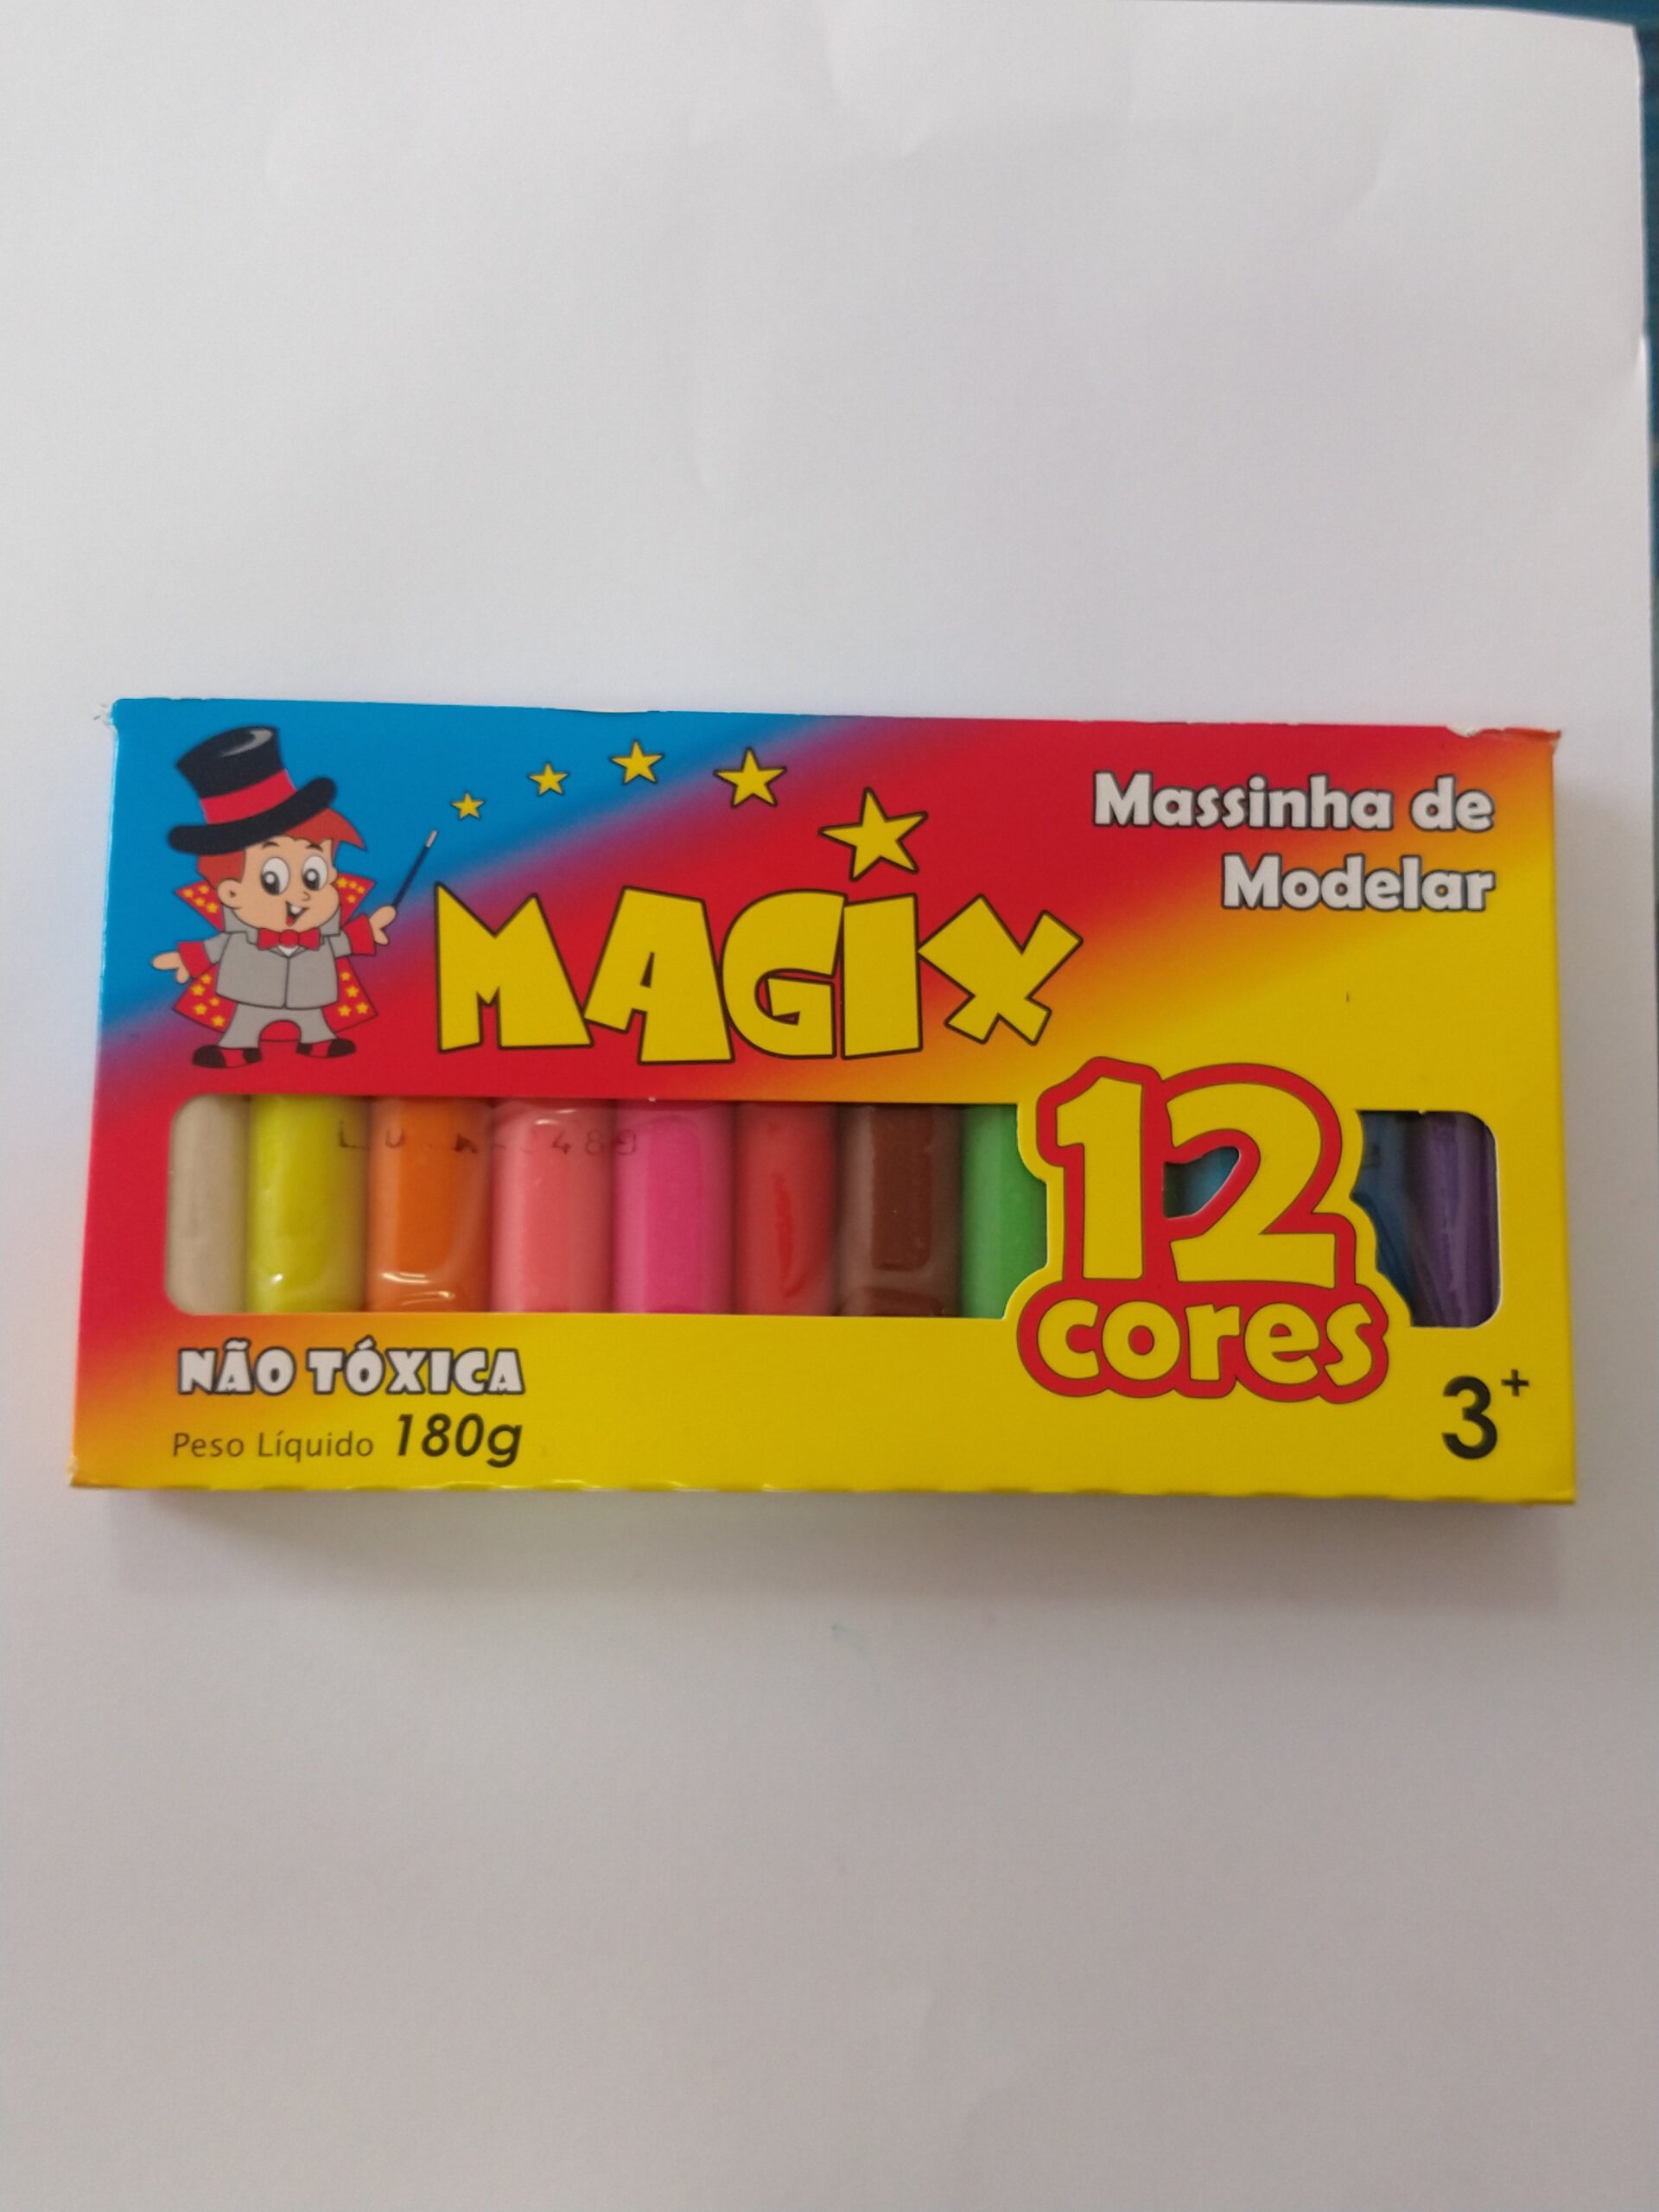 Massinha de
Modelar
MAGIX
12
cores
NÃO TÓXICA
Peso Líquido 180g
3+